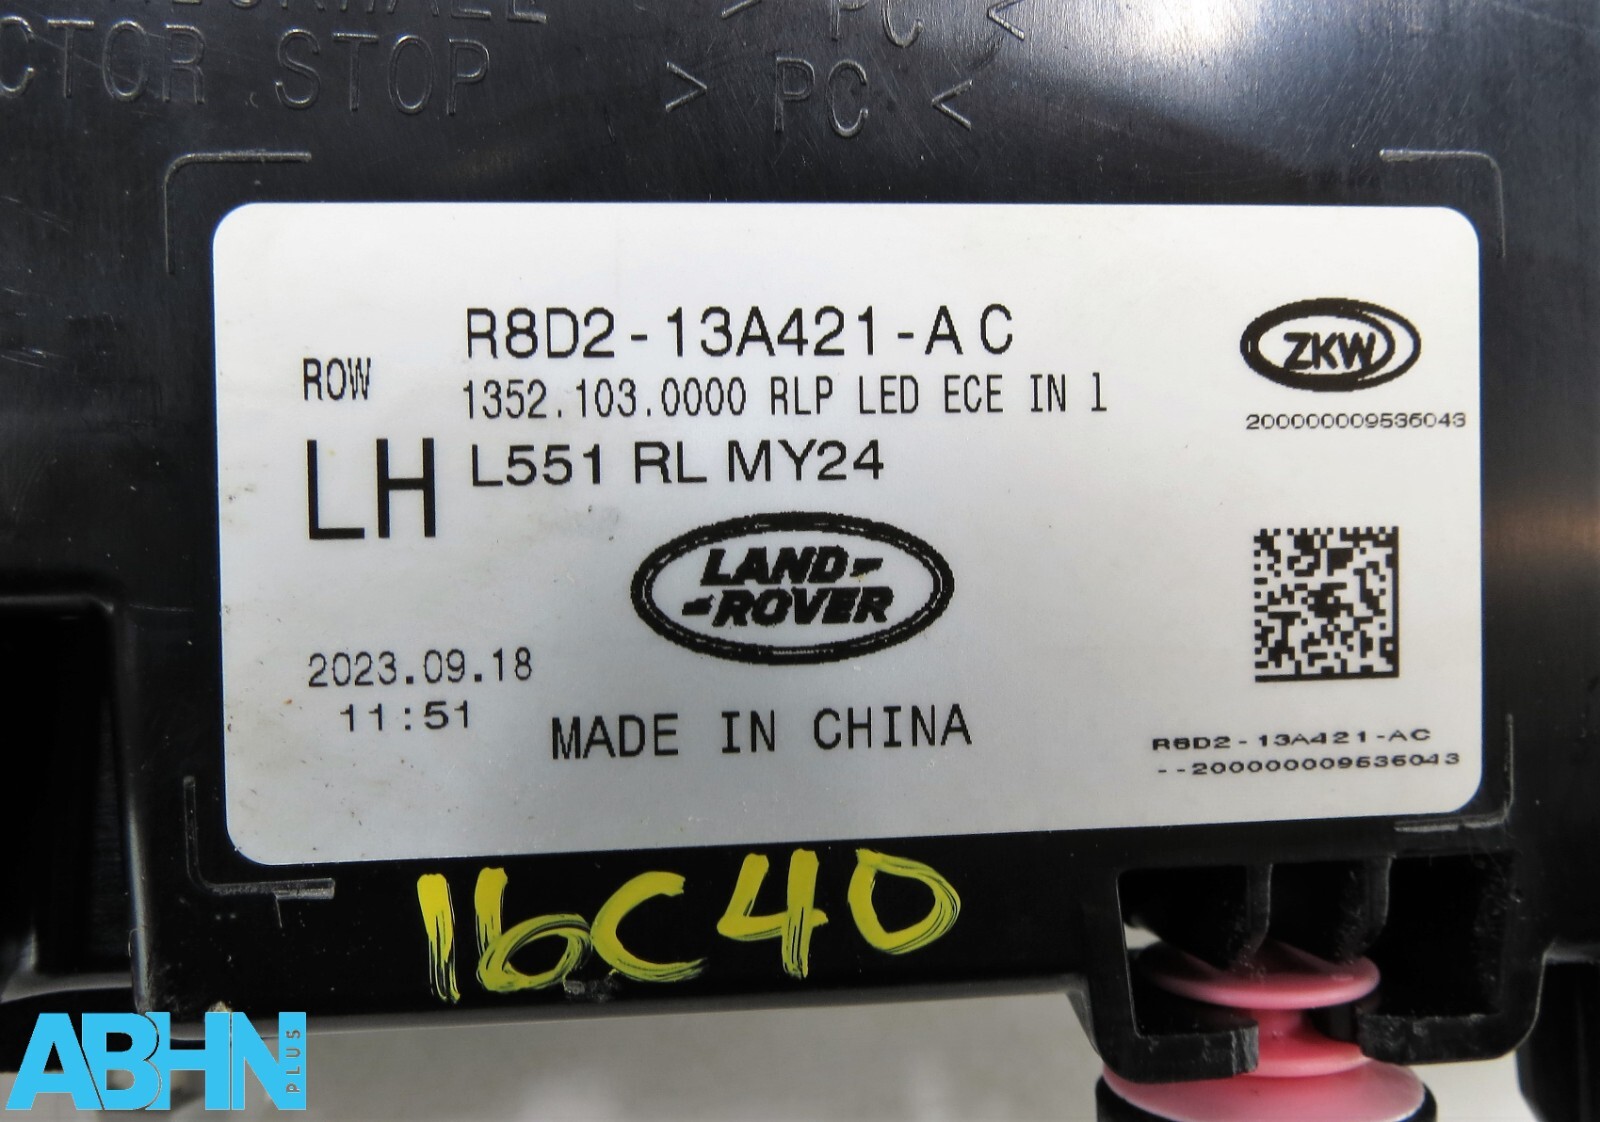 > PC <
CTOR STOP > PC <
R8D2-13A421-AC
ROW
1352.103.0000 RLP LED ECE IN 1
LH
L551 RL MY24
ZKW
200000009536043
LAND-
-ROVER
2023.09.18
11:51
MADE IN CHINA
R8D2-13A421-AC
--200000009536043
16C40
ABHN
PLUS